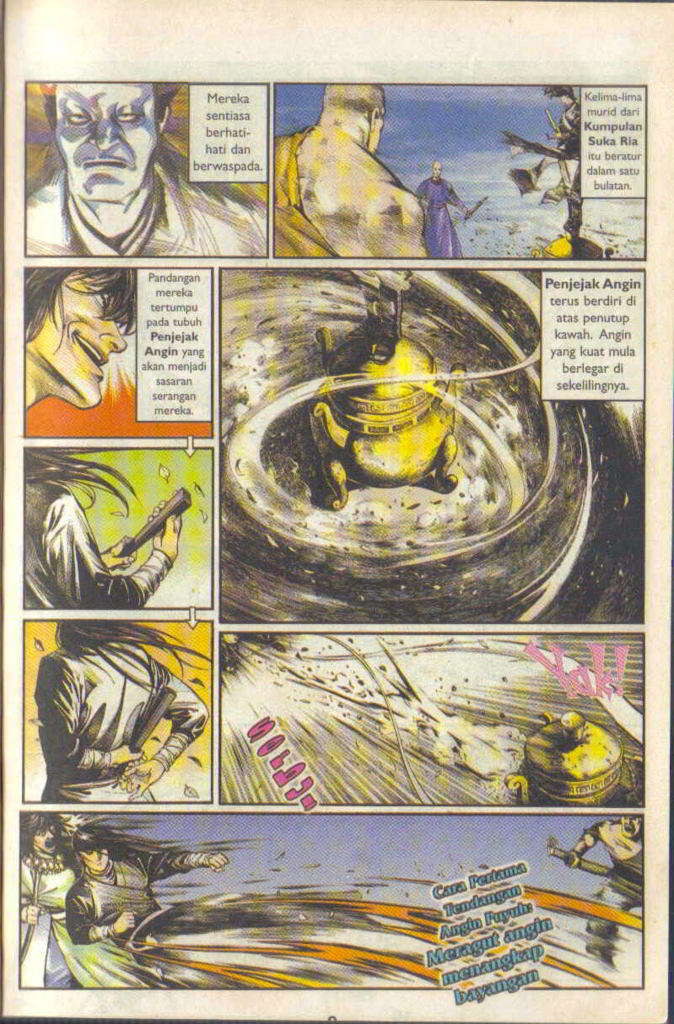 Mereka
sentiasa
berhati-
hati dan
berwaspada.
Kelima-lima
murid dari
Kumpulan
Suka Ria
itu beratur
dalam satu
bulatan.
Pandangan
mereka
tertumpu
pada tubuh
Penjejak
Angin yang
akan menjadi
sasaran
serangan
mereka.
Penjejak Angin
terus berdiri di
atas penutup
kawah. Angin
yang kuat mula
berlegar di
sekelilingnya.
Yak!
Cara Pertama
Tendangan
Angin Puyuh:
Meragut angin
menangkap
bayangan